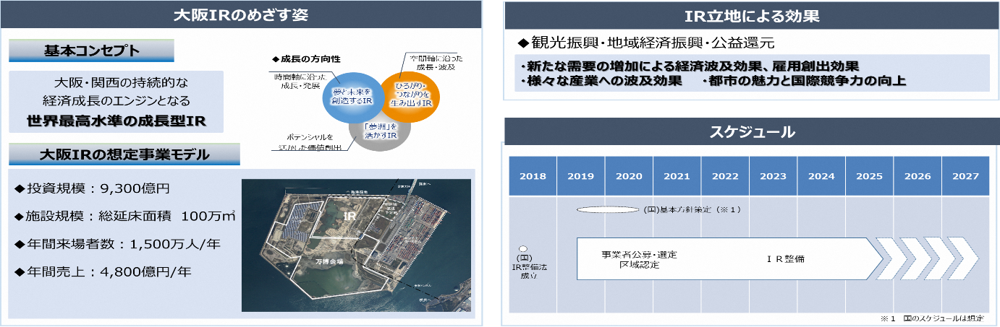 大阪IRのめざす姿
基本コンセプト
大阪・関西の持続的な
経済成長のエンジンとなる
世界最高水準の成長型IR
◆成長の方向性
時間軸に沿った
成長・発展
空間軸に沿った
成長・波及
夢と未来を
創造するIR
ひろがり・
つながりを
生み出すIR
「夢洲」を
活かすIR
ポテンシャルを
活かした価値創出
大阪IRの想定事業モデル
◆投資規模：9,300億円
◆施設規模：総延床面積 100万㎡
◆年間来場者数：1,500万人/年
◆年間売上：4,800億円/年
IR
万博会場
IR立地による効果
◆観光振興・地域経済振興・公益還元
・新たな需要の増加による経済波及効果、雇用創出効果
・様々な産業への波及効果 ・都市の魅力と国際競争力の向上
スケジュール
2018 2019 2020 2021 2022 2023 2024 2025 2026 2027
(国)基本方針策定（※１）
(国)
IR整備法
成立
事業者公募・選定
区域認定
ＩＲ整備
※１ 国のスケジュールは想定